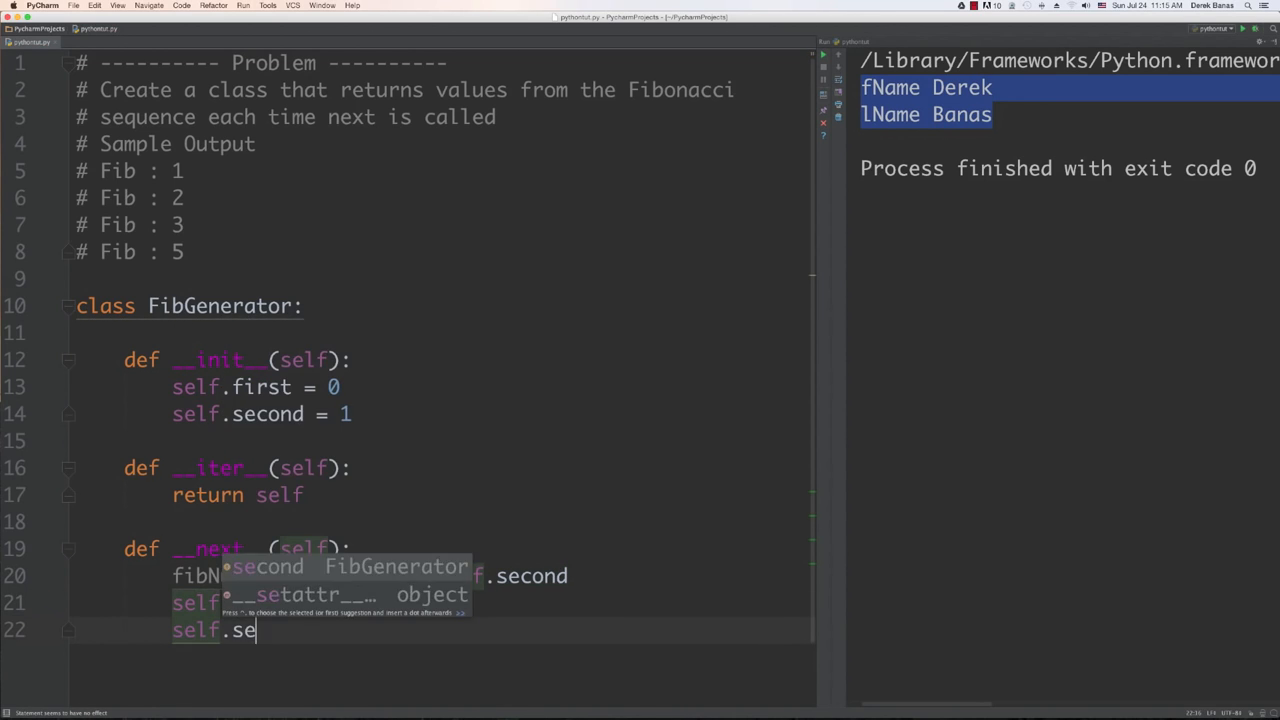 PyCharm File Edit View Navigate Code Refactor Run Tools VCS Window Help
10 Sun Jul 24 11:15 AM Derek Banas
pythontut.py - PycharmProjects - [~/PycharmProjects]
PycharmProjects pythontut.py pythontut
pythontut.py
Run: pythontut
1 # ---------- Problem ----------
2 # Create a class that returns values from the Fibonacci
3 # sequence each time next is called
4 # Sample Output
5 # Fib : 1
6 # Fib : 2
7 # Fib : 3
8 # Fib : 5
9
10 class FibGenerator:
11
12 def __init__(self):
13 self.first = 0
14 self.second = 1
15
16 def __iter__(self):
17 return self
18
19 def __next__(self):
20 fibN f.second
21 self
22 self.se
second FibGenerator
__setattr__… object
Press ^. to choose the selected (or first) suggestion and insert a dot afterwards >>
/Library/Frameworks/Python.framewor
fName Derek
lName Banas
Process finished with exit code 0
Statement seems to have no effect
22:16 LF÷ UTF-8÷